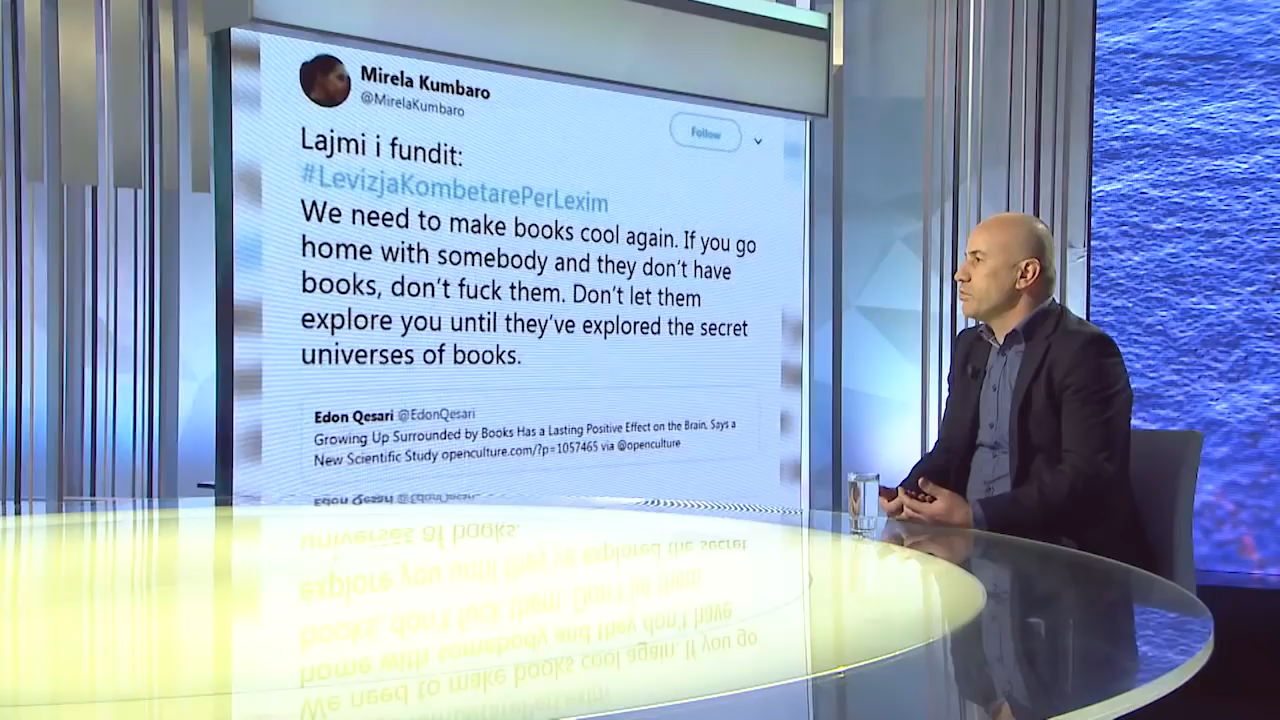 Mirela Kumbaro
@MirelaKumbaro
Follow
Lajmi i fundit:
#LevizjaKombetarePerLexim
We need to make books cool again. If you go
home with somebody and they don't have
books, don't fuck them. Don't let them
explore you until they've explored the secret
universes of books.
Edon Qesari @EdonQesari
Growing Up Surrounded by Books Has a Lasting Positive Effect on the Brain, Says a
New Scientific Study openculture.com/?p=1057465 via @openculture